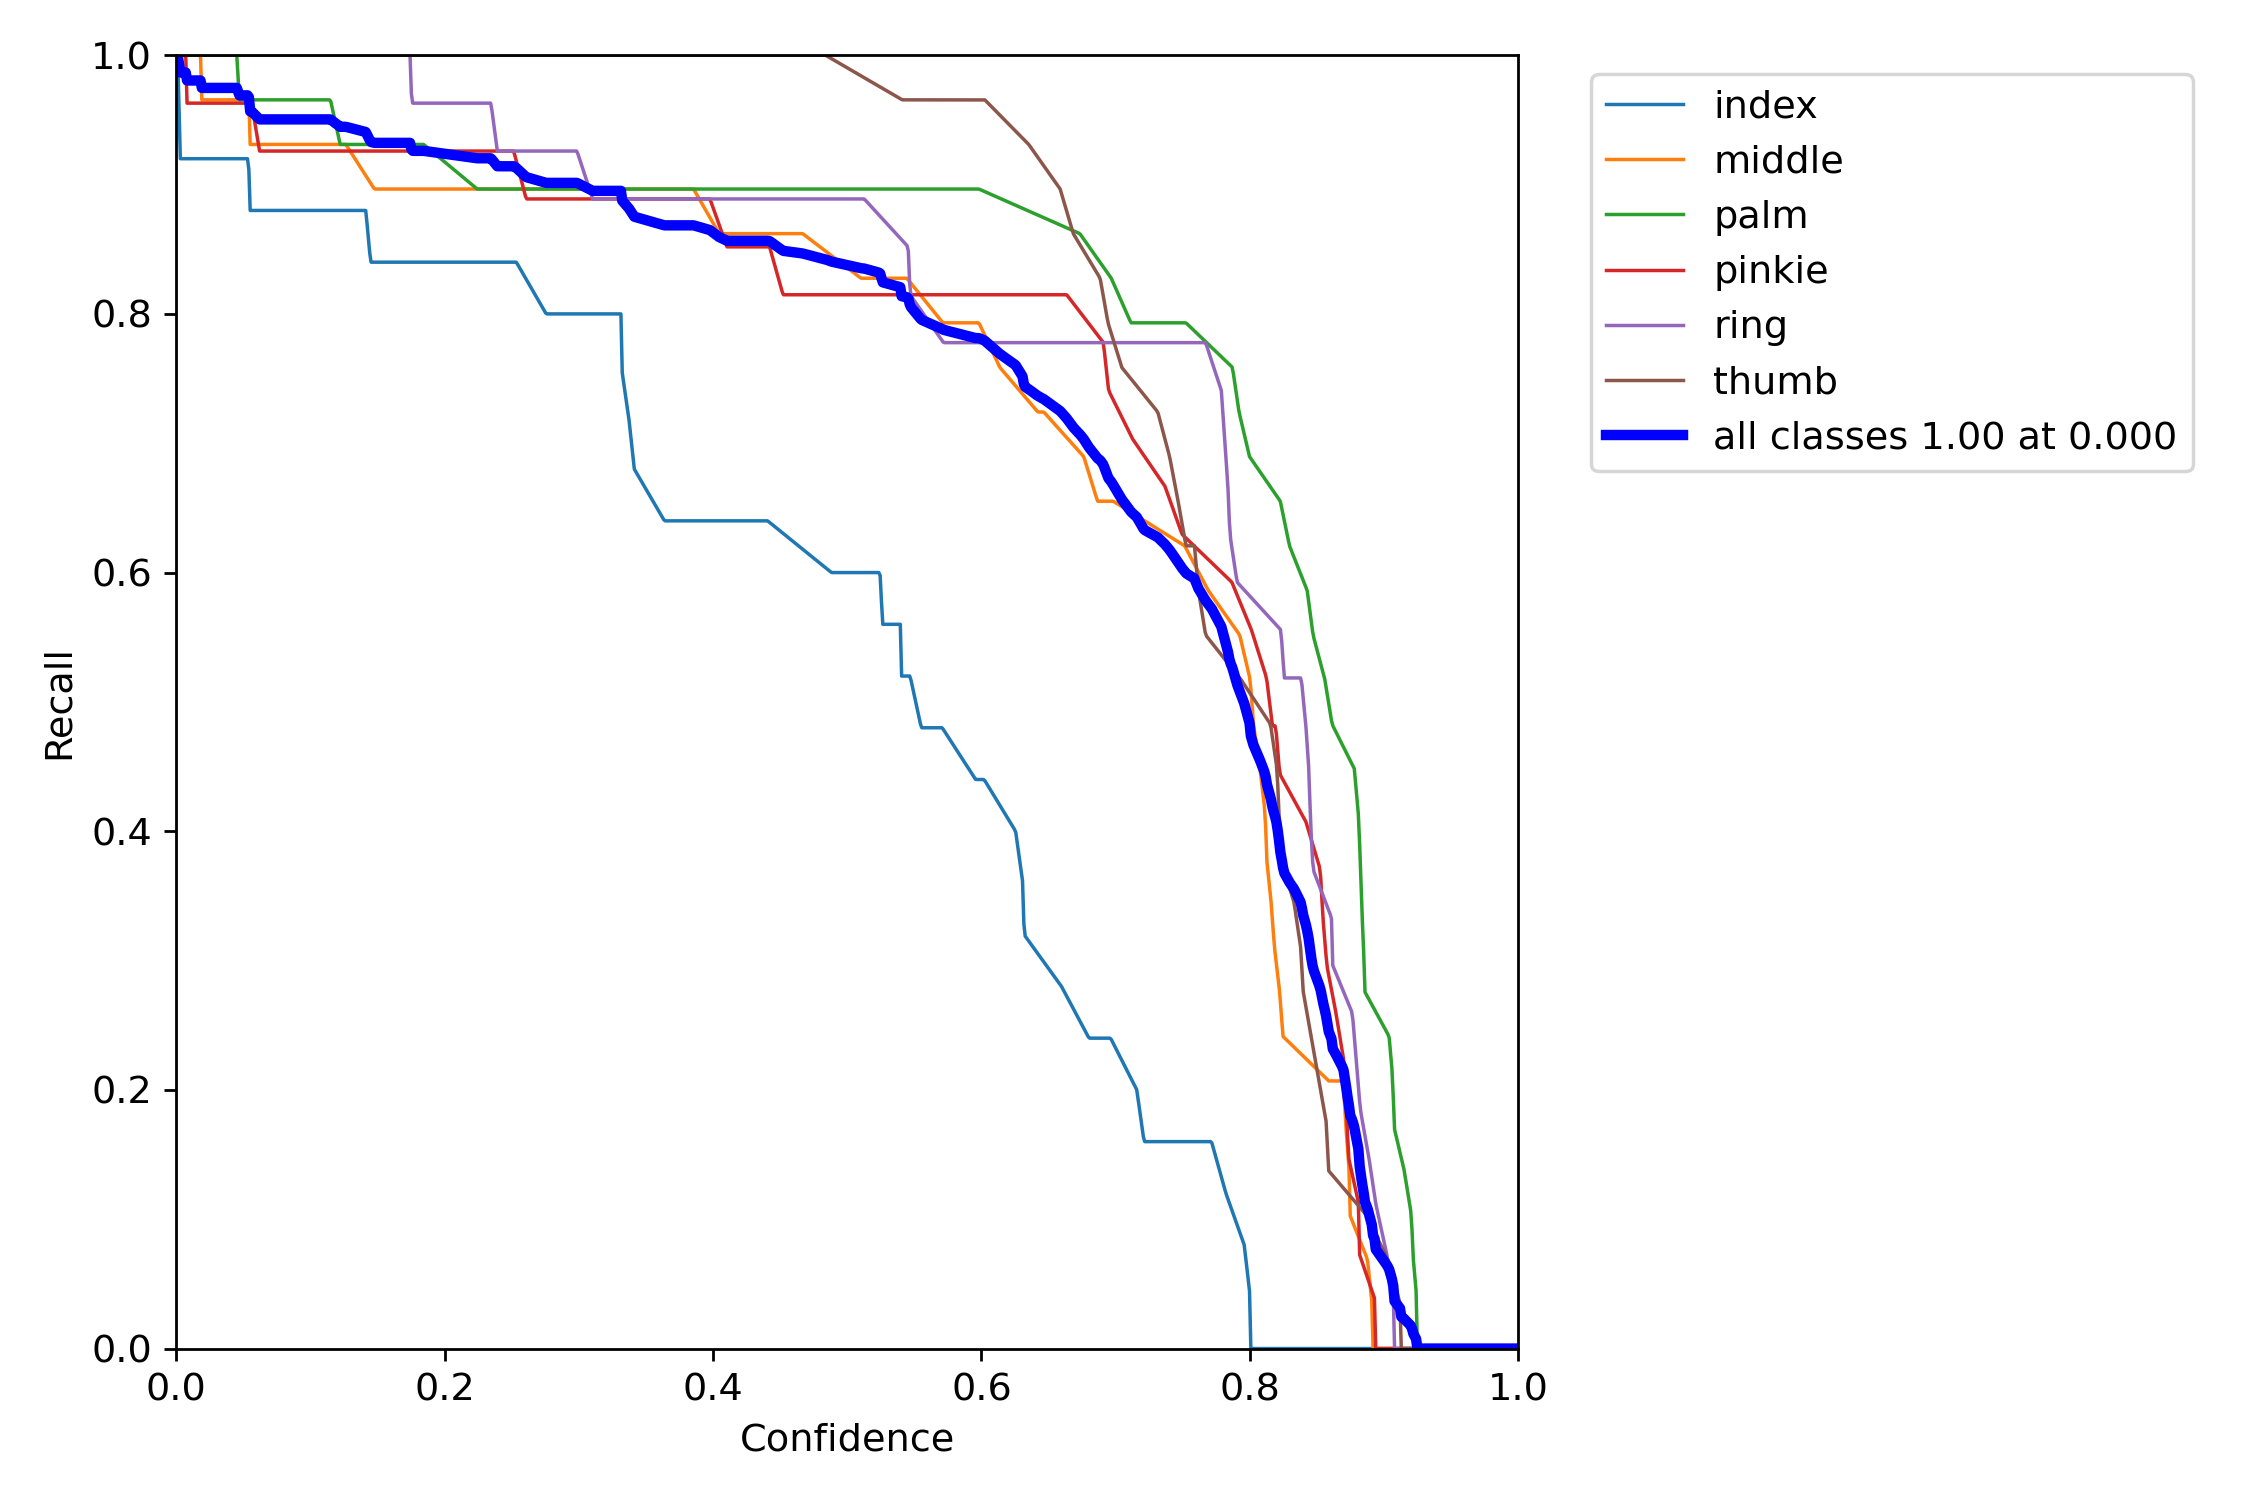 1.0
0.8
0.6
0.4
0.2
0.0
Recall
0.0 0.2 0.4 0.6 0.8 1.0
Confidence
index
middle
palm
pinkie
ring
thumb
all classes 1.00 at 0.000